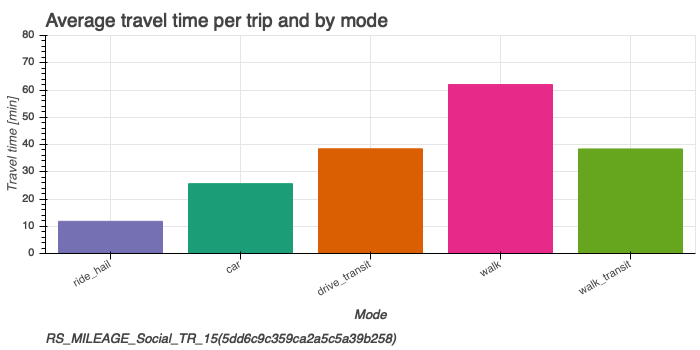 Average travel time per trip and by mode
80
70
60
50
40
30
20
10
0
Travel time [min]
ride_hail
car
drive_transit
walk
walk_transit
Mode
RS_MILEAGE_Social_TR_15(5dd6c9c359ca2a5c5a39b258)